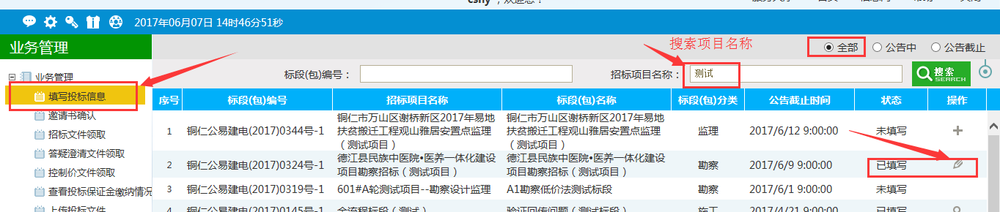 csny ，欢迎您！
2017年06月07日 14时46分51秒
业务管理
搜索项目名称
全部 公告中 公告截止
业务管理
标段(包)编号： 招标项目名称： 测试 搜索 SEARCH
填写投标信息
邀请书确认
招标文件领取
答疑澄清文件领取
控制价文件领取
查看投标保证金缴纳情况
上传投标文件
序号 标段(包)编号 招标项目名称 标段(包)名称 标段(包)分类 公告截止时间 状态 操作
铜仁市万山区谢桥新区2017年易地 铜仁市万山区谢桥新区2017年易地
1 铜仁公易建电(2017)0344号-1 扶贫搬迁工程观山雅居安置点监理 扶贫搬迁工程观山雅居安置点监理 监理 2017/6/12 9:00:00 未填写
（测试项目） （测试项目）
德江县民族中医院•医养一体化建设 德江县民族中医院•医养一体化建设
2 铜仁公易建电(2017)0324号-1 项目勘察招标（测试项目） 项目勘察招标（测试项目） 勘察 2017/6/9 9:00:00 已填写
3 铜仁公易建电(2017)0319号-1 601#A轮测试项目--勘察设计监理 A1勘察低价法测试标段 勘察 2017/6/1 9:00:00 未填写
4 铜仁公易建电(2017)0145号-1 全流程标段（测试） 验证回传问题（测试标段） 施工 2017/4/21 9:00:00 未填写